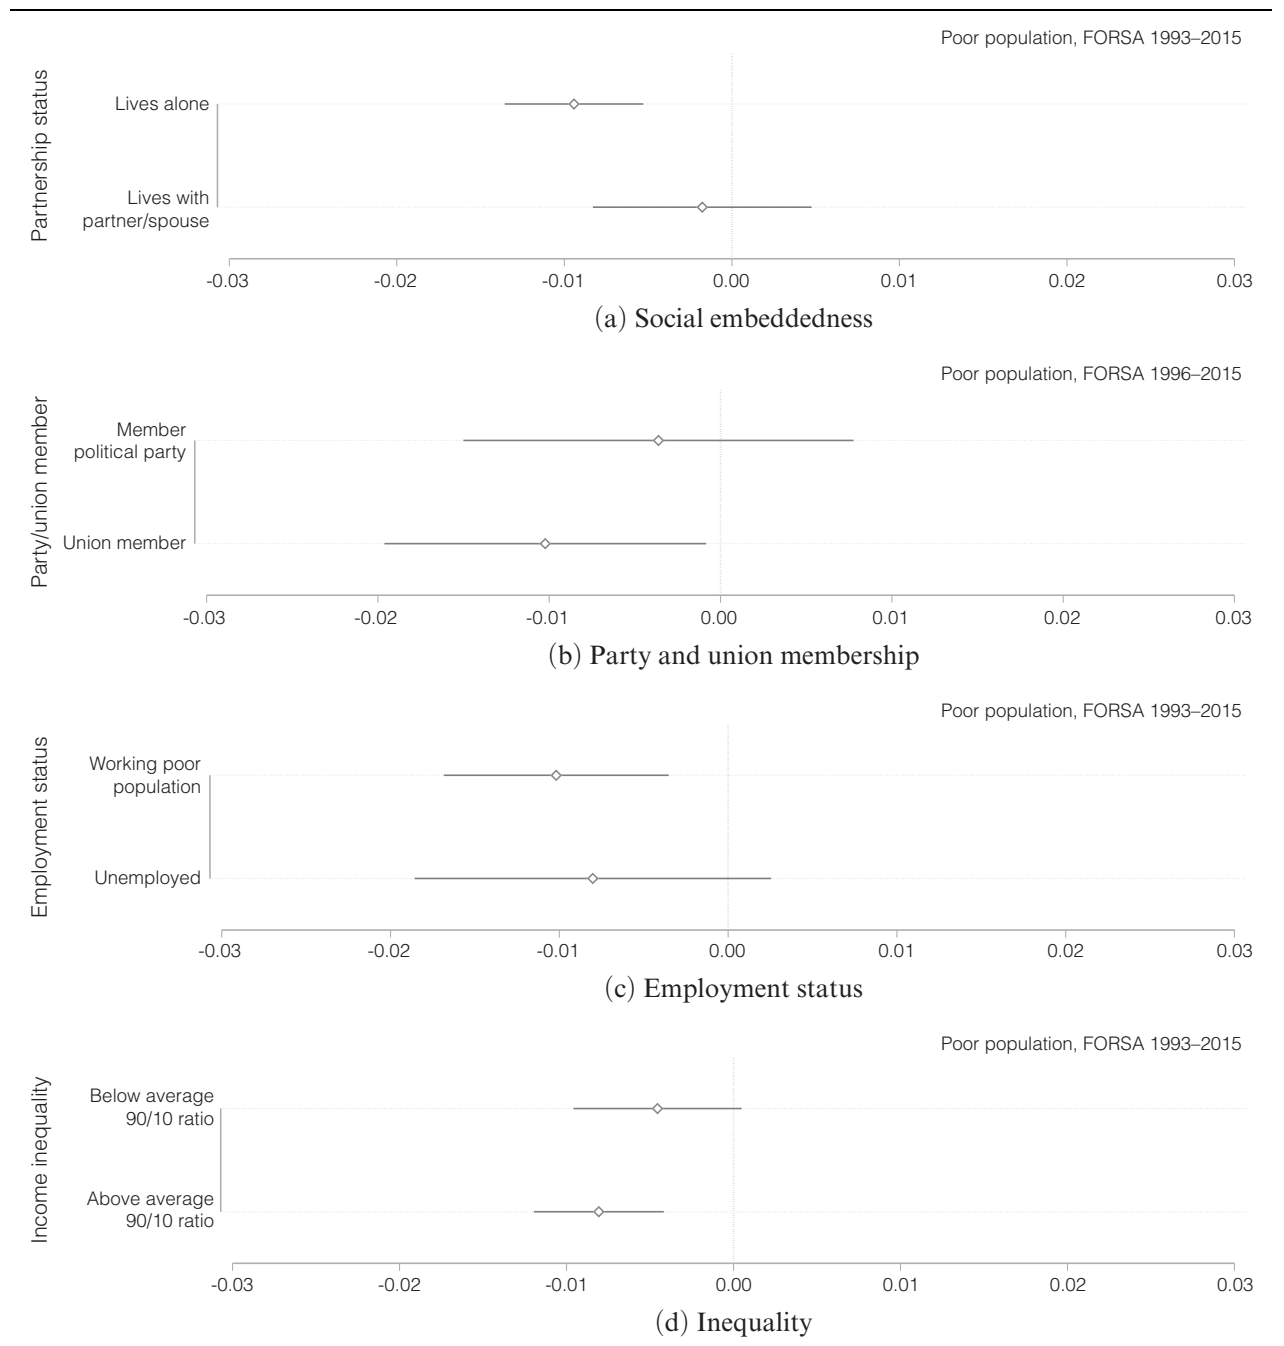 Poor population, FORSA 1993–2015
Partnership status
Lives alone
Lives with
partner/spouse
-0.03 -0.02 -0.01 0.00 0.01 0.02 0.03
(a) Social embeddedness
Poor population, FORSA 1996–2015
Party/union member
Member
political party
Union member
-0.03 -0.02 -0.01 0.00 0.01 0.02 0.03
(b) Party and union membership
Poor population, FORSA 1993–2015
Employment status
Working poor
population
Unemployed
-0.03 -0.02 -0.01 0.00 0.01 0.02 0.03
(c) Employment status
Poor population, FORSA 1993–2015
Income inequality
Below average
90/10 ratio
Above average
90/10 ratio
-0.03 -0.02 -0.01 0.00 0.01 0.02 0.03
(d) Inequality